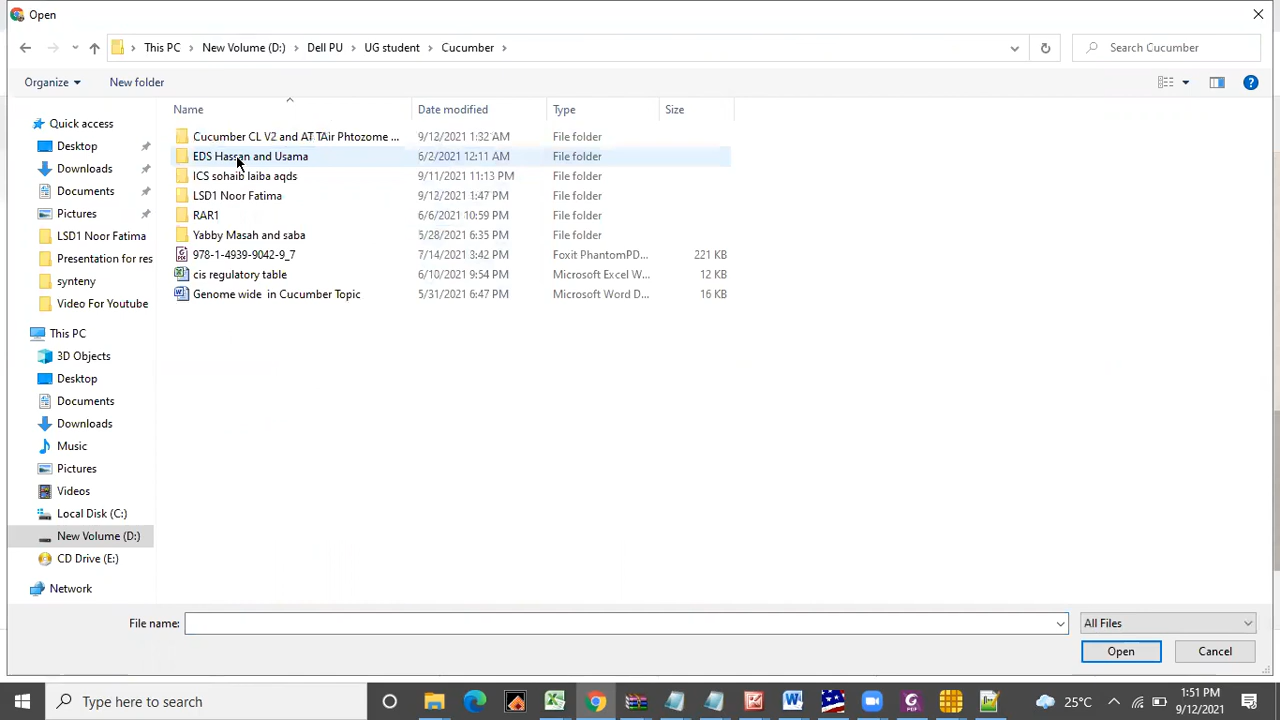 Open
This PC > New Volume (D:) > Dell PU > UG student > Cucumber >
Search Cucumber
Organize
New folder
Name
Date modified
Type
Size
Quick access
Desktop
Downloads
Documents
Pictures
LSD1 Noor Fatima
Presentation for res
synteny
Video For Youtube
This PC
3D Objects
Desktop
Documents
Downloads
Music
Pictures
Videos
Local Disk (C:)
New Volume (D:)
CD Drive (E:)
Network
Cucumber CL V2 and AT TAir Phtozome ... 9/12/2021 1:32 AM File folder
EDS Hassan and Usama 6/2/2021 12:11 AM File folder
ICS sohaib laiba aqds 9/11/2021 11:13 PM File folder
LSD1 Noor Fatima 9/12/2021 1:47 PM File folder
RAR1 6/6/2021 10:59 PM File folder
Yabby Masah and saba 5/28/2021 6:35 PM File folder
978-1-4939-9042-9_7 7/14/2021 3:42 PM Foxit PhantomPD... 221 KB
cis regulatory table 6/10/2021 9:54 PM Microsoft Excel W... 12 KB
Genome wide in Cucumber Topic 5/31/2021 6:47 PM Microsoft Word D... 16 KB
File name:
All Files
Open
Cancel
Type here to search
25°C
1:51 PM
9/12/2021